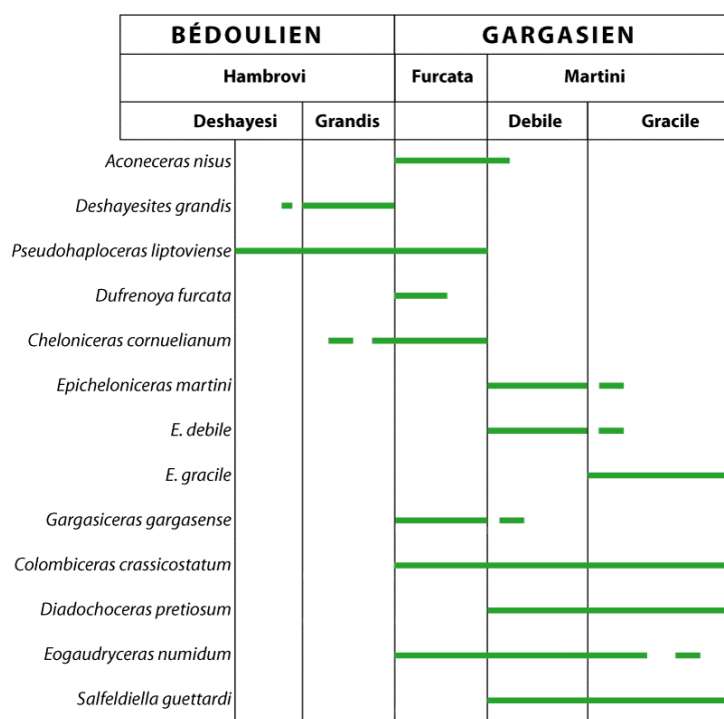 BÉDOULIEN GARGASIEN
Hambrovi Furcata Martini
Deshayesi Grandis Debile Gracile
Aconeceras nisus
Deshayesites grandis
Pseudohaploceras liptoviense
Dufrenoya furcata
Cheloniceras cornuelianum
Epicheloniceras martini
E. debile
E. gracile
Gargasiceras gargasense
Colombiceras crassicostatum
Diadochoceras pretiosum
Eogaudryceras numidum
Salfeldiella guettardi